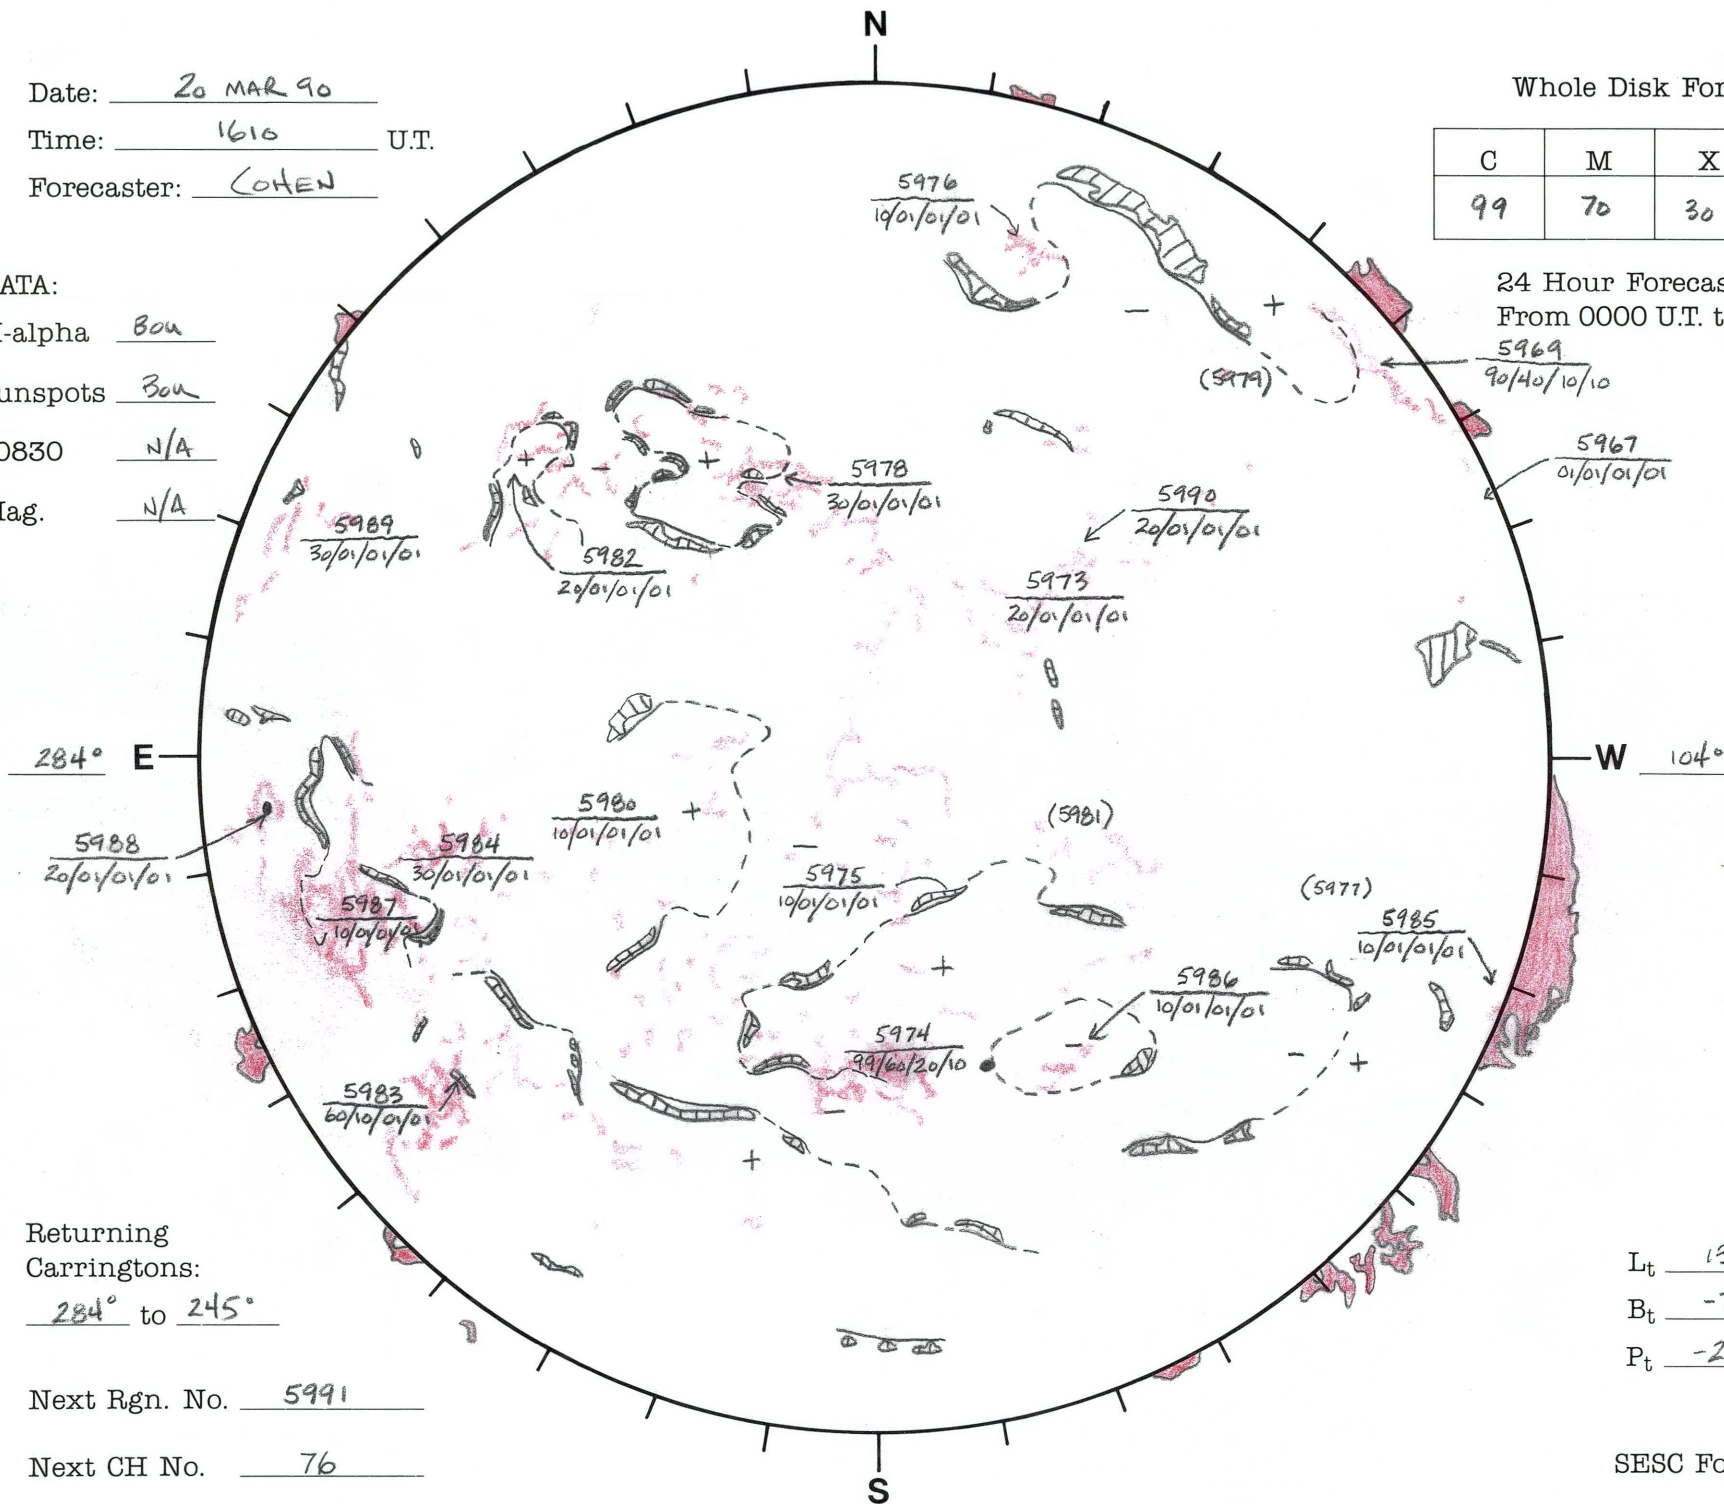 N
Date: 20 MAR 90
Time: 1610 U.T.
Forecaster: COHEN
Whole Disk For
C M X
99 70 30
ATA:
I-alpha Bou
unspots Bou
0830 N/A
Mag. N/A
24 Hour Forecas
From 0000 U.T. t
5976
10/01/01/01
- +
(5979)
5969
90/40/10/10
5967
01/01/01/01
+ - +
5978
30/01/01/01
5990
20/01/01/01
5989
30/01/01/01
5982
20/01/01/01
5973
20/01/01/01
284° E
W 104°
5980
10/01/01/01
+
-
(5981)
5988
20/01/01/01
5984
30/01/01/01
5975
10/01/01/01
(5977)
5987
10/01/01/01
5985
10/01/01/01
+
5986
10/01/01/01
5974
99/60/20/10
- - +
5983
60/10/01/01
-
+
Returning
Carringtons:
284° to 245°
Lt 15
Bt -7
Pt -2
Next Rgn. No. 5991
Next CH No. 76
SESC Fo
S